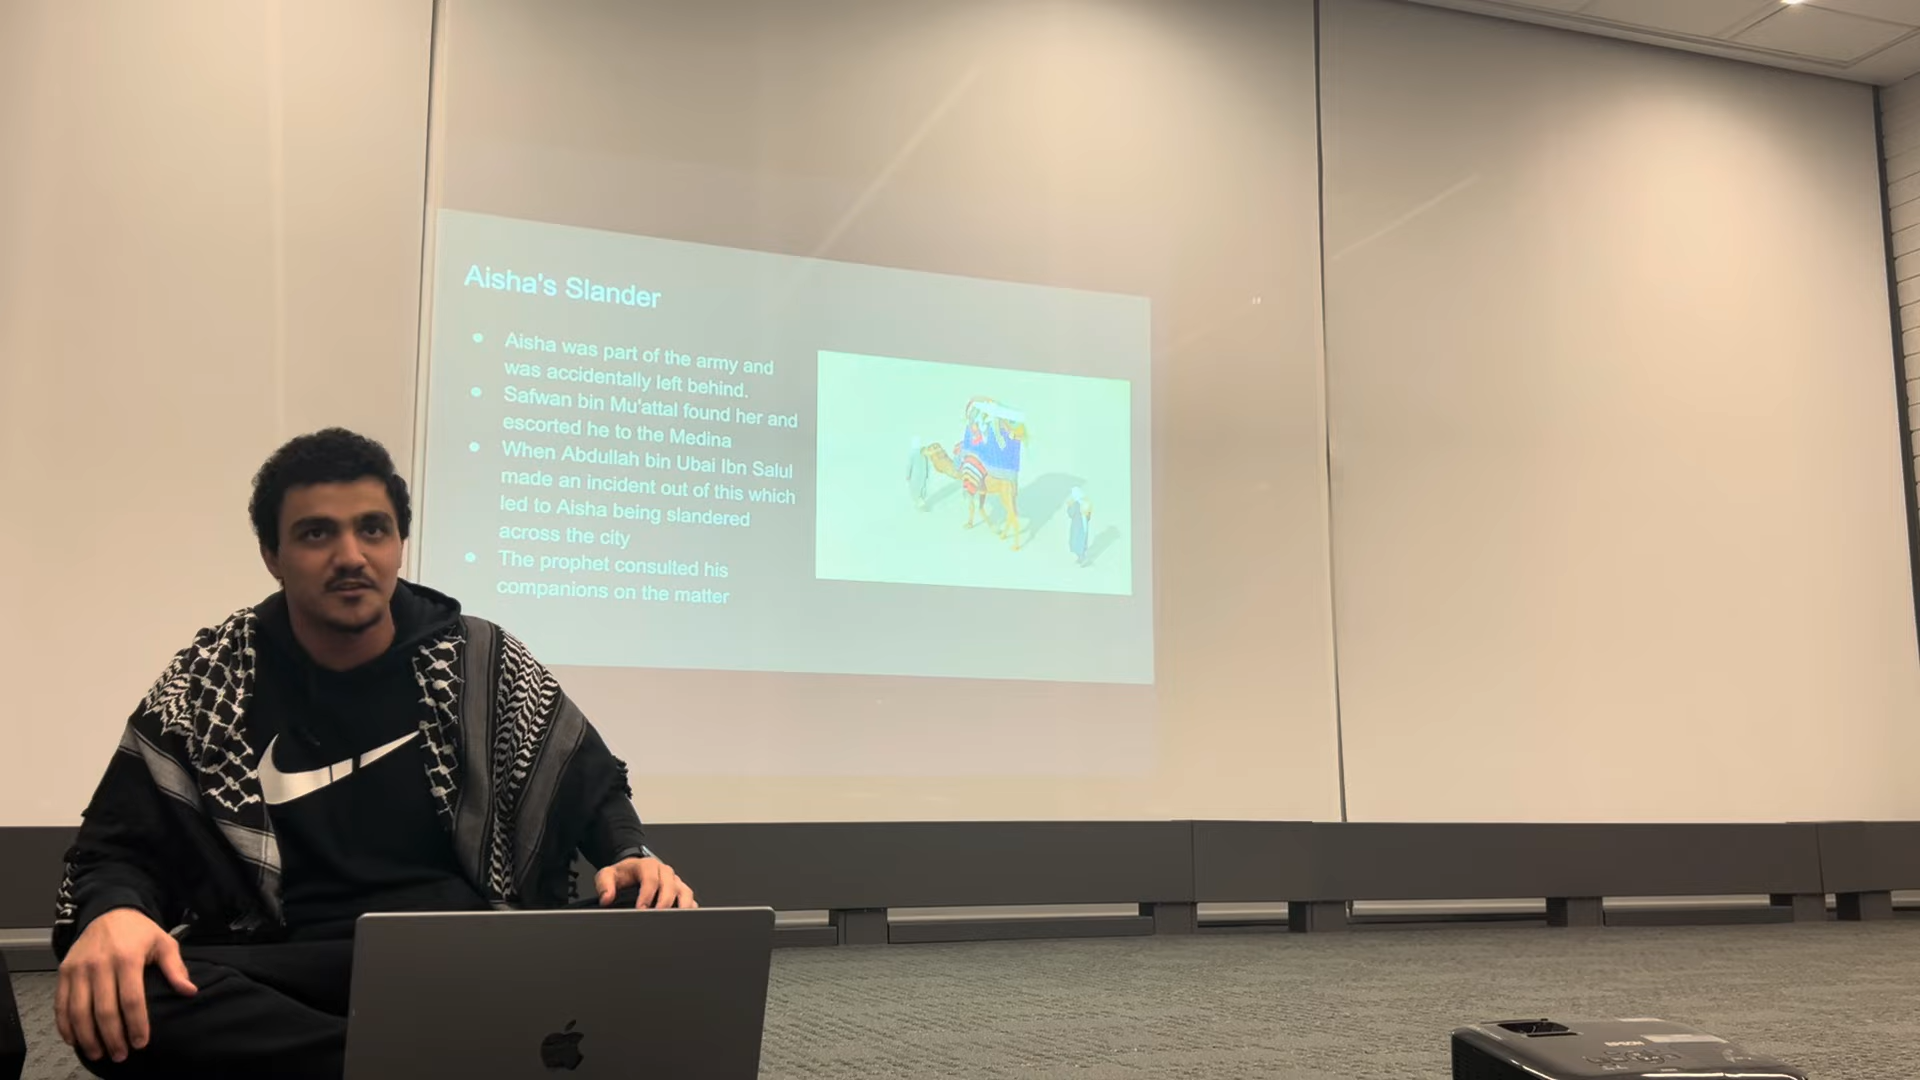 Aisha's Slander
● Aisha was part of the army and
was accidentally left behind.
● Safwan bin Mu'attal found her and
escorted he to the Medina
● When Abdullah bin Ubai Ibn Salul
made an incident out of this which
led to Aisha being slandered
across the city
● The prophet consulted his
companions on the matter
EPSON